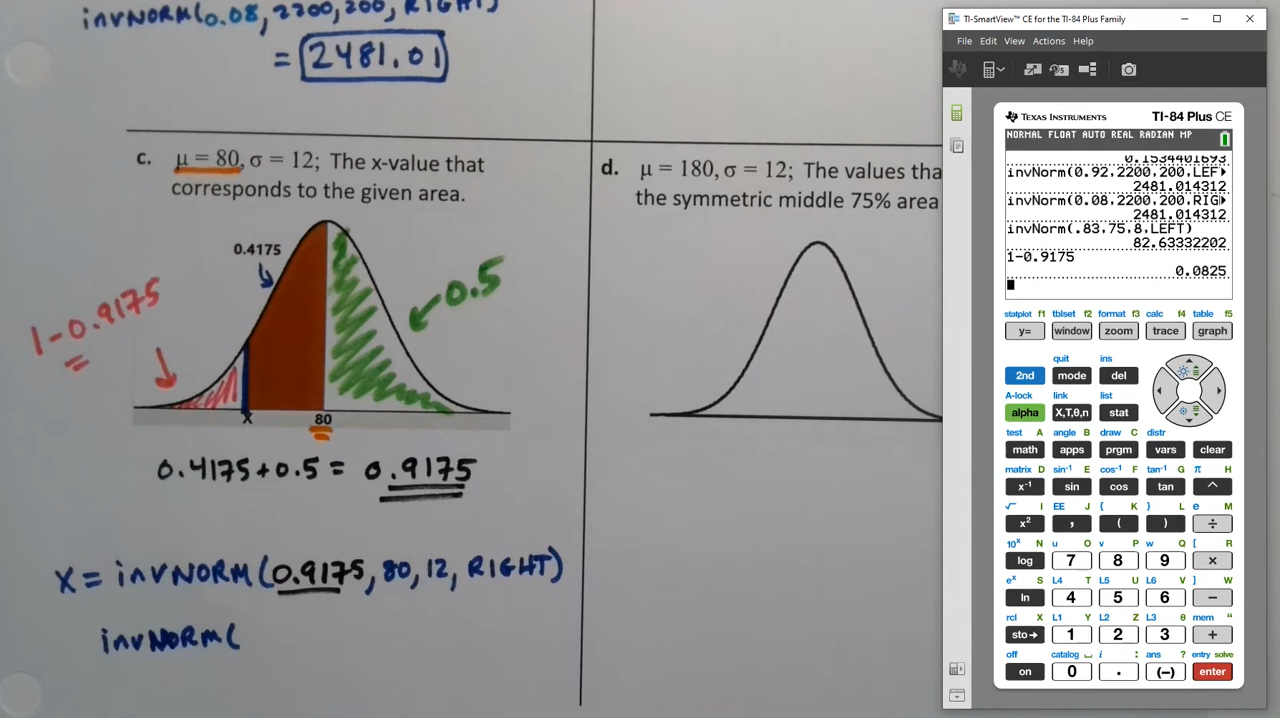 invNORM(0.08, 2200, 200, RIGHT)
= 2481.01
c. μ = 80, σ = 12; The x-value that
corresponds to the given area.
0.4175
0.5
1-0.9175
X
80
0.4175+0.5 = 0.9175
X = invNORM(0.9175, 80, 12, RIGHT)
invNORM(
d. μ = 180, σ = 12; The values tha
the symmetric middle 75% area
TI-SmartView™ CE for the TI-84 Plus Family
File Edit View Actions Help
TEXAS INSTRUMENTS TI-84 Plus CE
NORMAL FLOAT AUTO REAL RADIAN MP
0.1534401693
invNorm(0.92,2200,200,LEF
2481.014312
invNorm(0.08,2200,200,RIG
2481.014312
invNorm(.83,75,8,LEFT)
82.63332202
1-0.9175
0.0825
statplot f1 tblset f2 format f3 calc f4 table f5
y= window zoom trace graph
quit ins
2nd mode del
A-lock link list
alpha X,T,θ,n stat
test A angle B draw C distr
math apps prgm vars clear
matrix D sin⁻¹ E cos⁻¹ F tan⁻¹ G π H
x⁻¹ sin cos tan ^
√ I EE J { K } L e M
x² , ( ) ÷
10ˣ N u O v P w Q [ R
log 7 8 9 ×
eˣ S L4 T L5 U L6 V ] W
ln 4 5 6 −
rcl X L1 Y L2 Z L3 θ mem "
sto→ 1 2 3 +
off catalog ␣ i : ans ? entry solve
on 0 . (−) enter